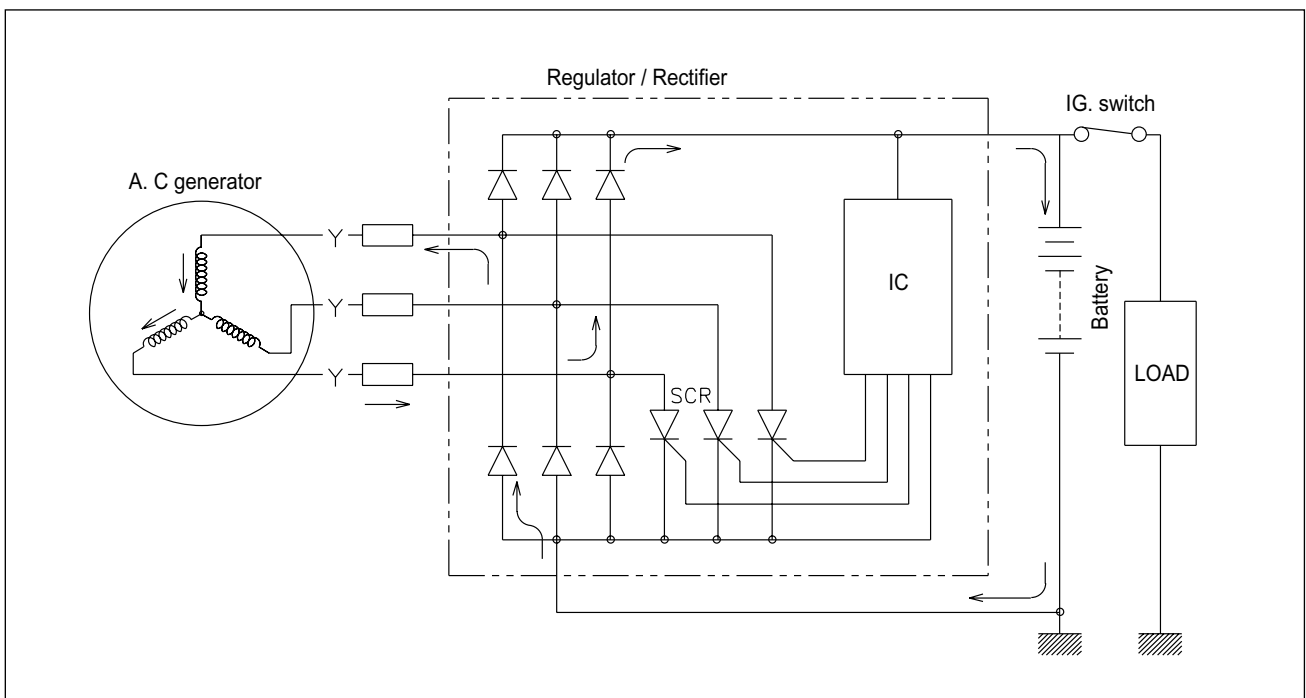 Regulator / Rectifier
IG. switch
A. C generator
Y
Y
Y
IC
Battery
LOAD
SCR